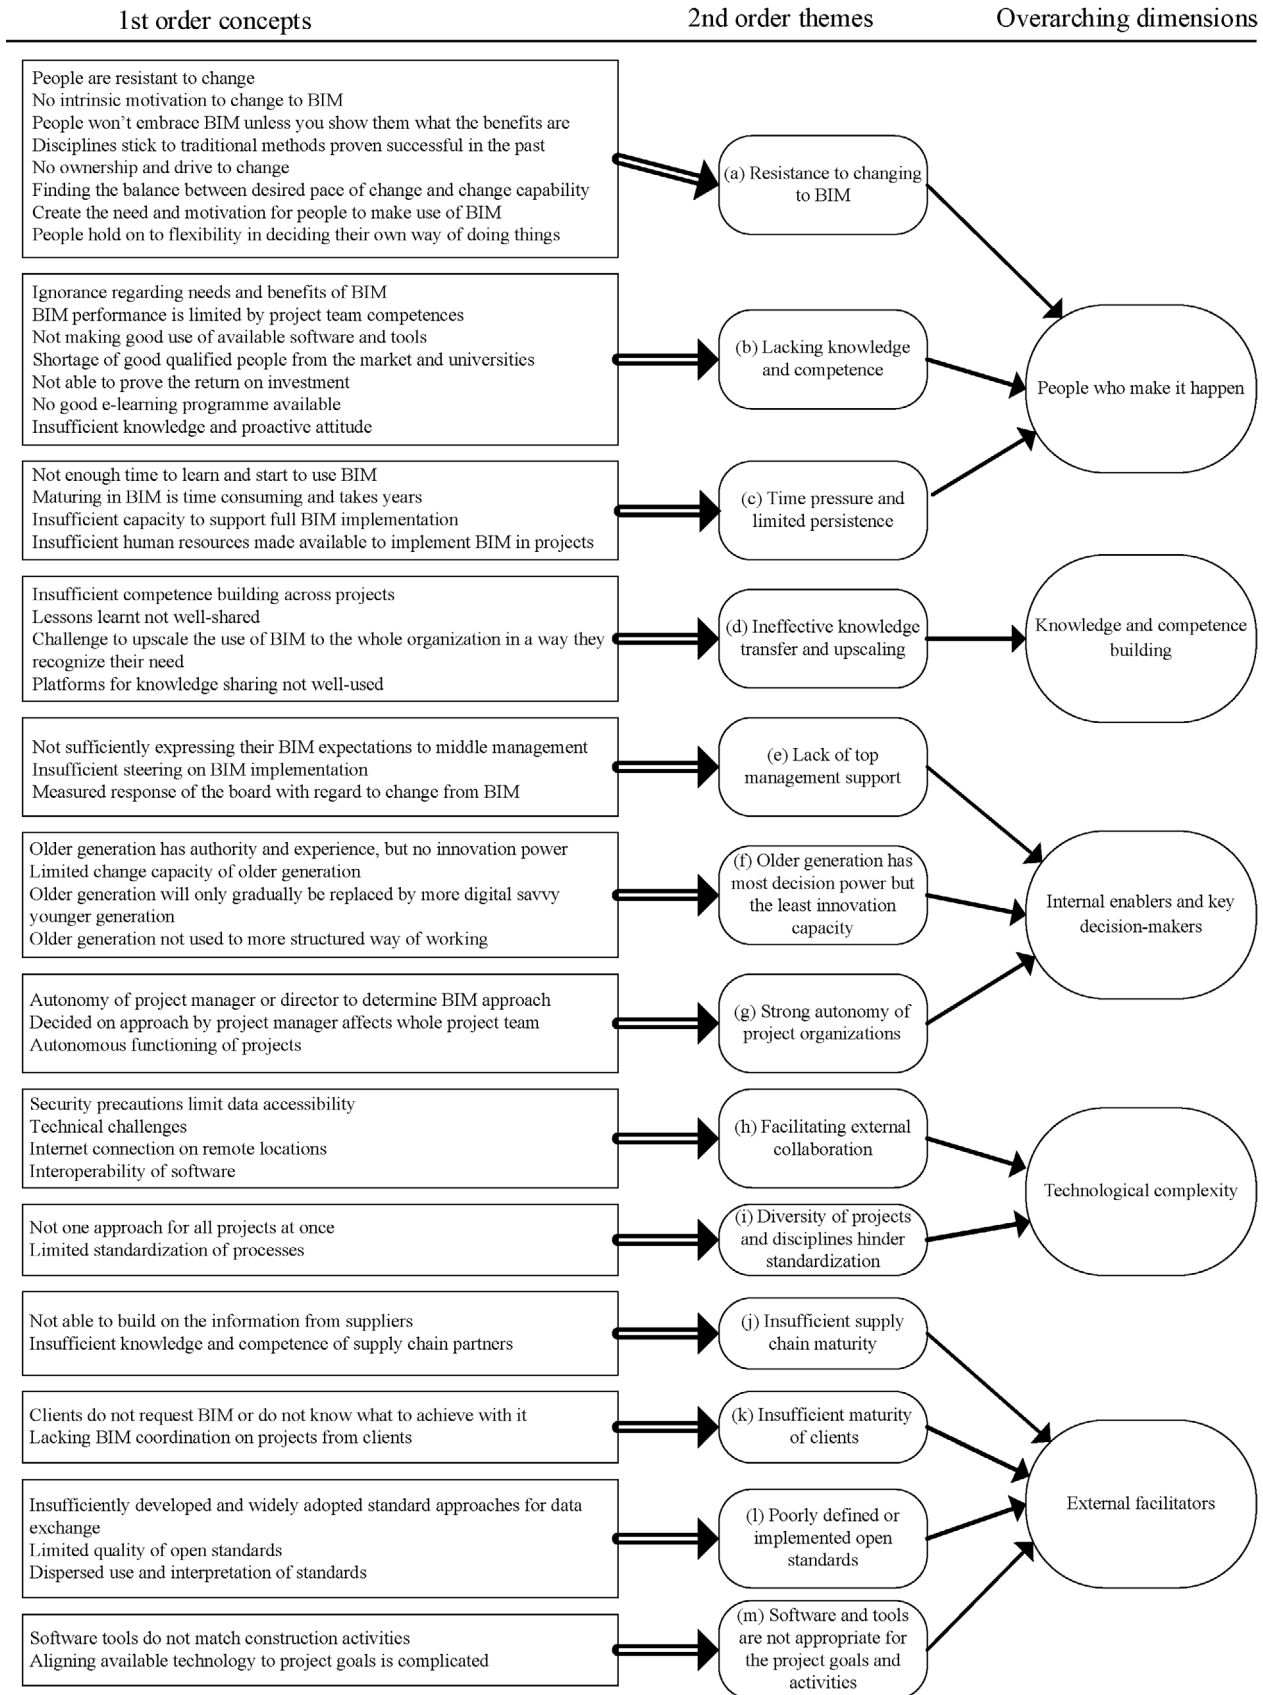 1st order concepts
2nd order themes
Overarching dimensions
People are resistant to change
No intrinsic motivation to change to BIM
People won't embrace BIM unless you show them what the benefits are
Disciplines stick to traditional methods proven successful in the past
No ownership and drive to change
Finding the balance between desired pace of change and change capability
Create the need and motivation for people to make use of BIM
People hold on to flexibility in deciding their own way of doing things
(a) Resistance to changing
to BIM
Ignorance regarding needs and benefits of BIM
BIM performance is limited by project team competences
Not making good use of available software and tools
Shortage of good qualified people from the market and universities
Not able to prove the return on investment
No good e-learning programme available
Insufficient knowledge and proactive attitude
(b) Lacking knowledge
and competence
People who make it happen
Not enough time to learn and start to use BIM
Maturing in BIM is time consuming and takes years
Insufficient capacity to support full BIM implementation
Insufficient human resources made available to implement BIM in projects
(c) Time pressure and
limited persistence
Insufficient competence building across projects
Lessons learnt not well-shared
Challenge to upscale the use of BIM to the whole organization in a way they
recognize their need
Platforms for knowledge sharing not well-used
(d) Ineffective knowledge
transfer and upscaling
Knowledge and competence
building
Not sufficiently expressing their BIM expectations to middle management
Insufficient steering on BIM implementation
Measured response of the board with regard to change from BIM
(e) Lack of top
management support
Older generation has authority and experience, but no innovation power
Limited change capacity of older generation
Older generation will only gradually be replaced by more digital savvy
younger generation
Older generation not used to more structured way of working
(f) Older generation has
most decision power but
the least innovation
capacity
Internal enablers and key
decision-makers
Autonomy of project manager or director to determine BIM approach
Decided on approach by project manager affects whole project team
Autonomous functioning of projects
(g) Strong autonomy of
project organizations
Security precautions limit data accessibility
Technical challenges
Internet connection on remote locations
Interoperability of software
(h) Facilitating external
collaboration
Technological complexity
Not one approach for all projects at once
Limited standardization of processes
(i) Diversity of projects
and disciplines hinder
standardization
Not able to build on the information from suppliers
Insufficient knowledge and competence of supply chain partners
(j) Insufficient supply
chain maturity
Clients do not request BIM or do not know what to achieve with it
Lacking BIM coordination on projects from clients
(k) Insufficient maturity
of clients
External facilitators
Insufficiently developed and widely adopted standard approaches for data
exchange
Limited quality of open standards
Dispersed use and interpretation of standards
(l) Poorly defined or
implemented open
standards
Software tools do not match construction activities
Aligning available technology to project goals is complicated
(m) Software and tools
are not appropriate for
the project goals and
activities